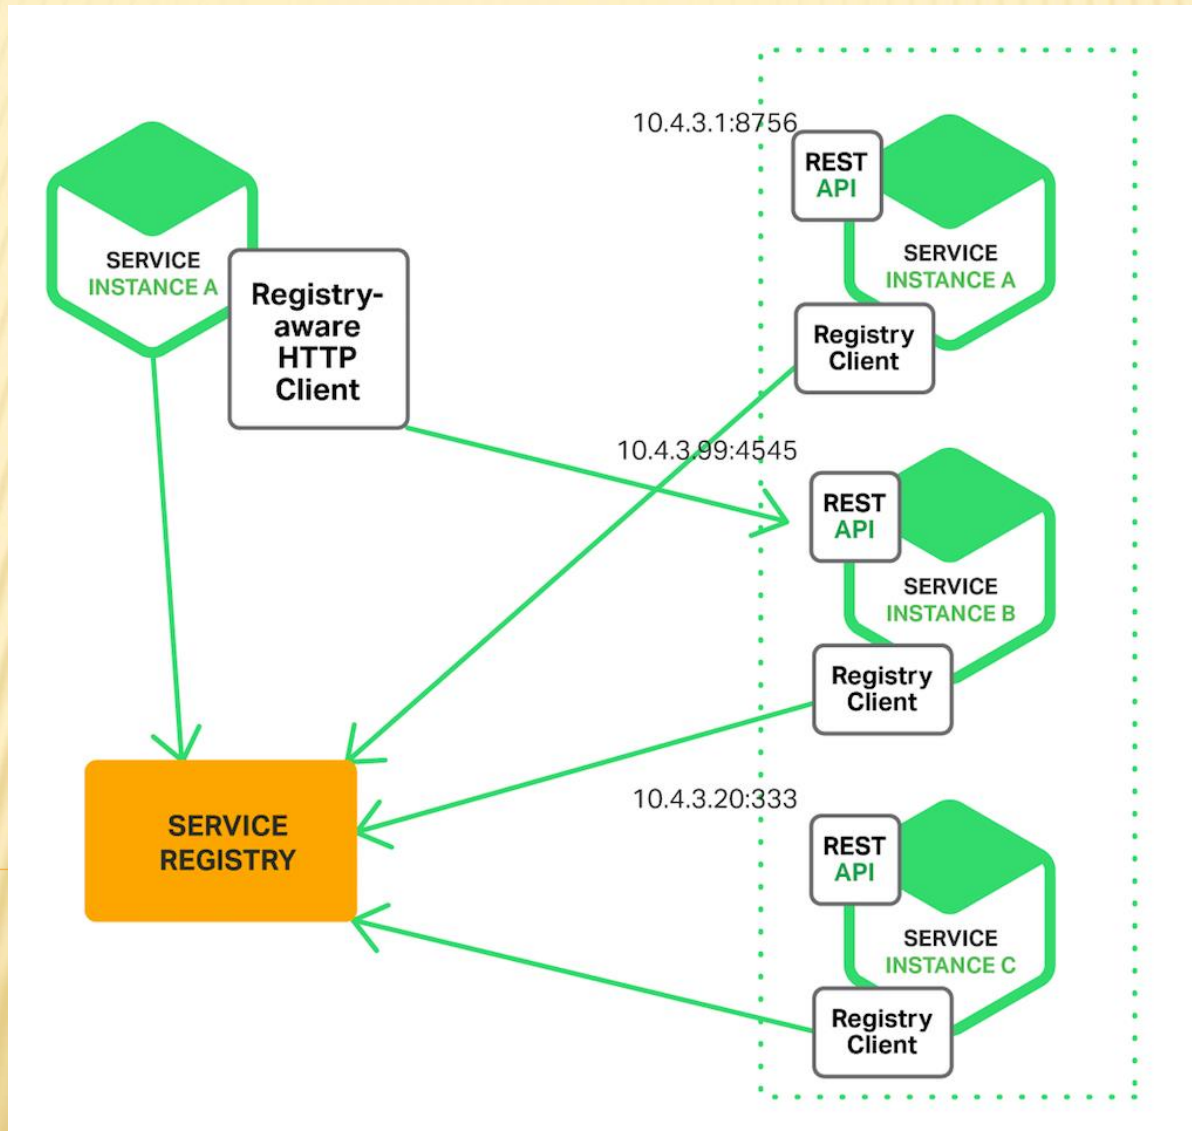 SERVICE
INSTANCE A
Registry-
aware
HTTP
Client
SERVICE
REGISTRY
10.4.3.1:8756
REST
API
SERVICE
INSTANCE A
Registry
Client
10.4.3.99:4545
REST
API
SERVICE
INSTANCE B
Registry
Client
10.4.3.20:333
REST
API
SERVICE
INSTANCE C
Registry
Client